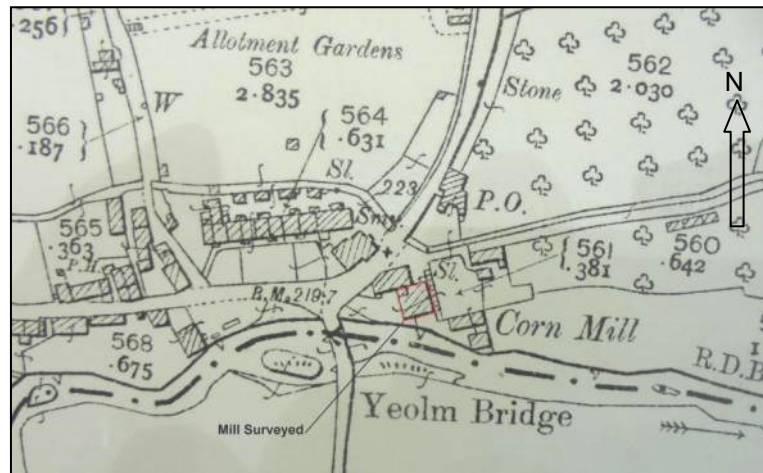 .256}
Allotment Gardens
563
2.835
562
2.030
N
Stone
W
566
.187}
{564
.631
Sl.
223
P.O.
565
.363
P.H.
Smy.
Sl.
{561
.381
560
.642
B.M. 219.7
Corn Mill
568
.675
R.D.B
Yeolm Bridge
Mill Surveyed